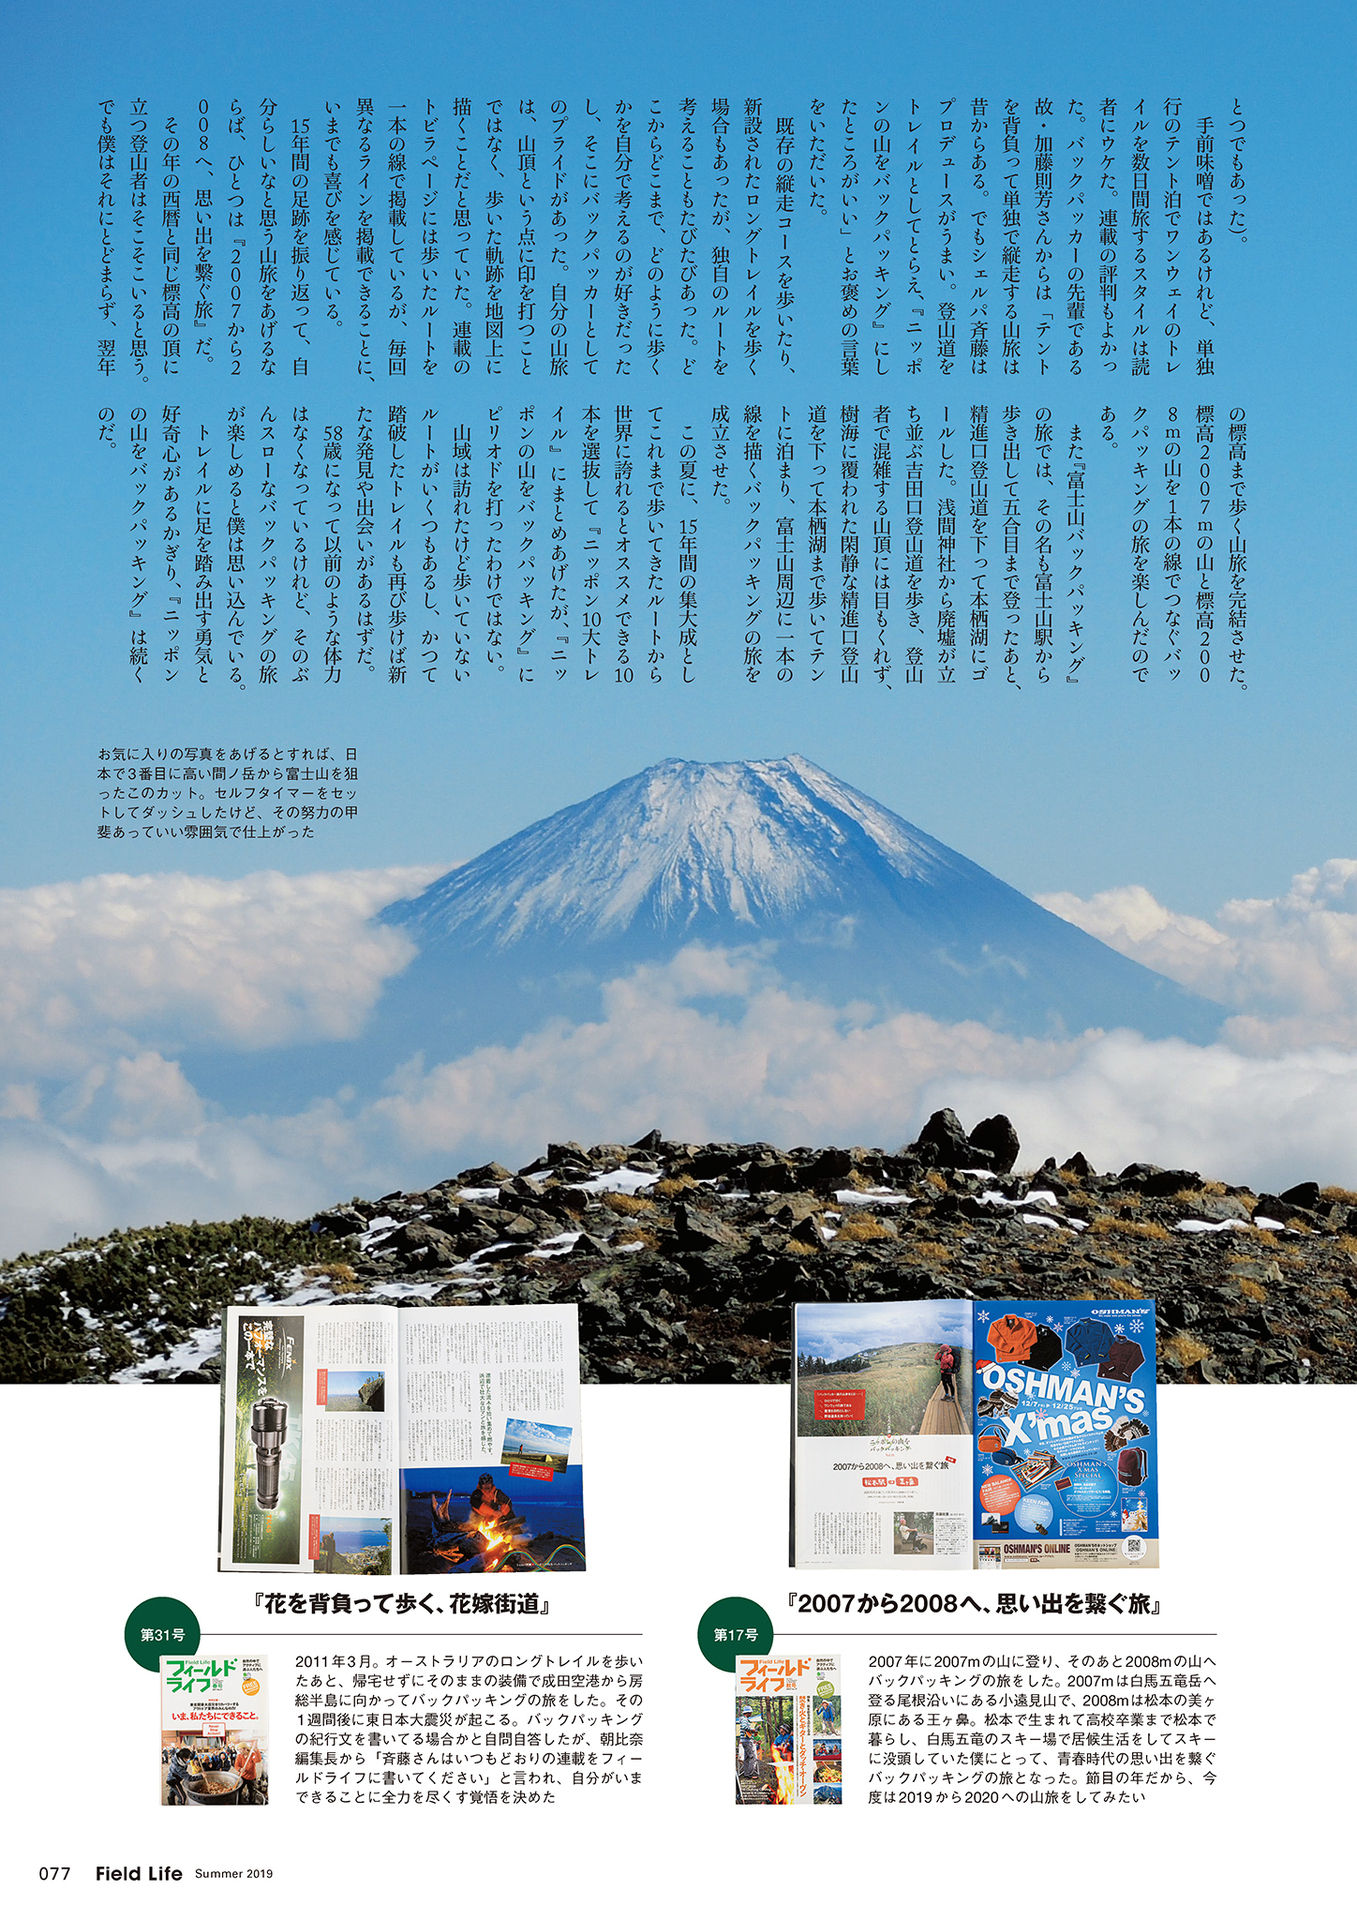 とつでもあった)。
　手前味噌ではあるけれど、単独
行のテント泊でワンウェイのトレ
イルを数日間旅するスタイルは読
者にウケた。連載の評判もよかっ
た。バックパッカーの先輩である
故・加藤則芳さんからは「テント
を背負って単独で縦走する山旅は
昔からある。でもシェルパ斉藤は
プロデュースがうまい。登山道を
トレイルとしてとらえ、『ニッポ
ンの山をバックパッキング』にし
たところがいい」とお褒めの言葉
をいただいた。
　既存の縦走コースを歩いたり、
新設されたロングトレイルを歩く
場合もあったが、独自のルートを
考えることもたびたびあった。ど
こからどこまで、どのように歩く
かを自分で考えるのが好きだった
し、そこにバックパッカーとして
のプライドがあった。自分の山旅
は、山頂という点に印を打つこと
ではなく、歩いた軌跡を地図上に
描くことだと思っていた。連載の
トビラページには歩いたルートを
一本の線で掲載しているが、毎回
異なるラインを掲載できることに、
いまでも喜びを感じている。
　15年間の足跡を振り返って、自
分らしいなと思う山旅をあげるな
らば、ひとつは『2007から2
008へ、思い出を繋ぐ旅』だ。
　その年の西暦と同じ標高の頂に
立つ登山者はそこそこいると思う。
でも僕はそれにとどまらず、翌年
の標高まで歩く山旅を完結させた。
標高2007mの山と標高200
8mの山を1本の線でつなぐバッ
クパッキングの旅を楽しんだので
ある。
　また『富士山バックパッキング』
の旅では、その名も富士山駅から
歩き出して五合目まで登ったあと、
精進口登山道を下って本栖湖にゴ
ールした。浅間神社から廃墟が立
ち並ぶ吉田口登山道を歩き、登山
者で混雑する山頂には目もくれず、
樹海に覆われた閑静な精進口登山
道を下って本栖湖まで歩いてテン
トに泊まり、富士山周辺に一本の
線を描くバックパッキングの旅を
成立させた。
　この夏に、15年間の集大成とし
てこれまで歩いてきたルートから
世界に誇れるとオススメできる10
本を選抜して『ニッポン10大トレ
イル』にまとめあげたが、『ニッ
ポンの山をバックパッキング』に
ピリオドを打ったわけではない。
　山域は訪れたけど歩いていない
ルートがいくつもあるし、かつて
踏破したトレイルも再び歩けば新
たな発見や出会いがあるはずだ。
　58歳になって以前のような体力
はなくなっているけれど、そのぶ
んスローなバックパッキングの旅
が楽しめると僕は思い込んでいる。
　トレイルに足を踏み出す勇気と
好奇心があるかぎり、『ニッポン
の山をバックパッキング』は続く
のだ。
お気に入りの写真をあげるとすれば、日
本で3番目に高い間ノ岳から富士山を狙
ったこのカット。セルフタイマーをセッ
トしてダッシュしたけど、その努力の甲
斐あっていい雰囲気で仕上がった
FENIX
OSHMAN'S
OSHMAN'S
12/7 12/25
X'mas
OSHMAN'S
X'MAS
SPECIAL
NEW BALANCE
KEEN FAIR
OSHMAN'S ONLINE
漂着した流木を拾い集めて燃やす。
浜辺で壮大なロマンと旅を感じた。
ニッポンの山を
バックパッキング
2007から2008へ、思い出を繋ぐ旅
『花を背負って歩く、花嫁街道』
第31号
Field Life
フィールド
ライフ
いま、私たちにできること。
2011年3月。オーストラリアのロングトレイルを歩い
たあと、帰宅せずにそのままの装備で成田空港から房
総半島に向かってバックパッキングの旅をした。その
1週間後に東日本大震災が起こる。バックパッキング
の紀行文を書いてる場合かと自問自答したが、朝比奈
編集長から「斉藤さんはいつもどおりの連載をフィー
ルドライフに書いてください」と言われ、自分がいま
できることに全力を尽くす覚悟を決めた
『2007から2008へ、思い出を繋ぐ旅』
第17号
Field Life
フィールド
ライフ
焚き火とギターとダッチ・オーヴン
2007年に2007mの山に登り、そのあと2008mの山へ
バックパッキングの旅をした。2007mは白馬五竜岳へ
登る尾根沿いにある小遠見山で、2008mは松本の美ヶ
原にある王ヶ鼻。松本で生まれて高校卒業まで松本で
暮らし、白馬五竜のスキー場で居候生活をしてスキー
に没頭していた僕にとって、青春時代の思い出を繋ぐ
バックパッキングの旅となった。節目の年だから、今
度は2019から2020への山旅をしてみたい
077 Field Life Summer 2019